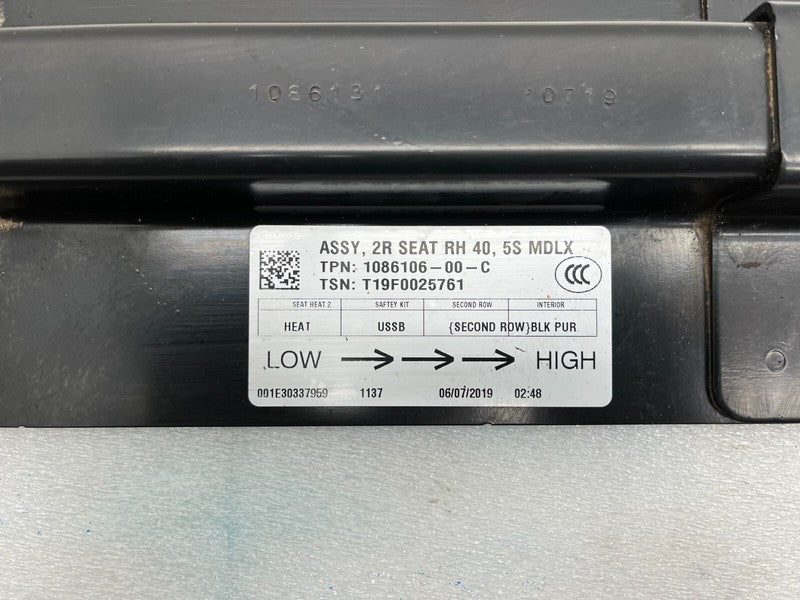 1086131 10719
ASSY, 2R SEAT RH 40, 5S MDLX
TPN: 1086106-00-C
TSN: T19F0025761
CCC
SEAT HEAT 2 SAFTEY KIT SECOND ROW INTERIOR
HEAT USSB {SECOND ROW}BLK PUR
LOW →→→ HIGH
001E30337959 1137 06/07/2019 02:48